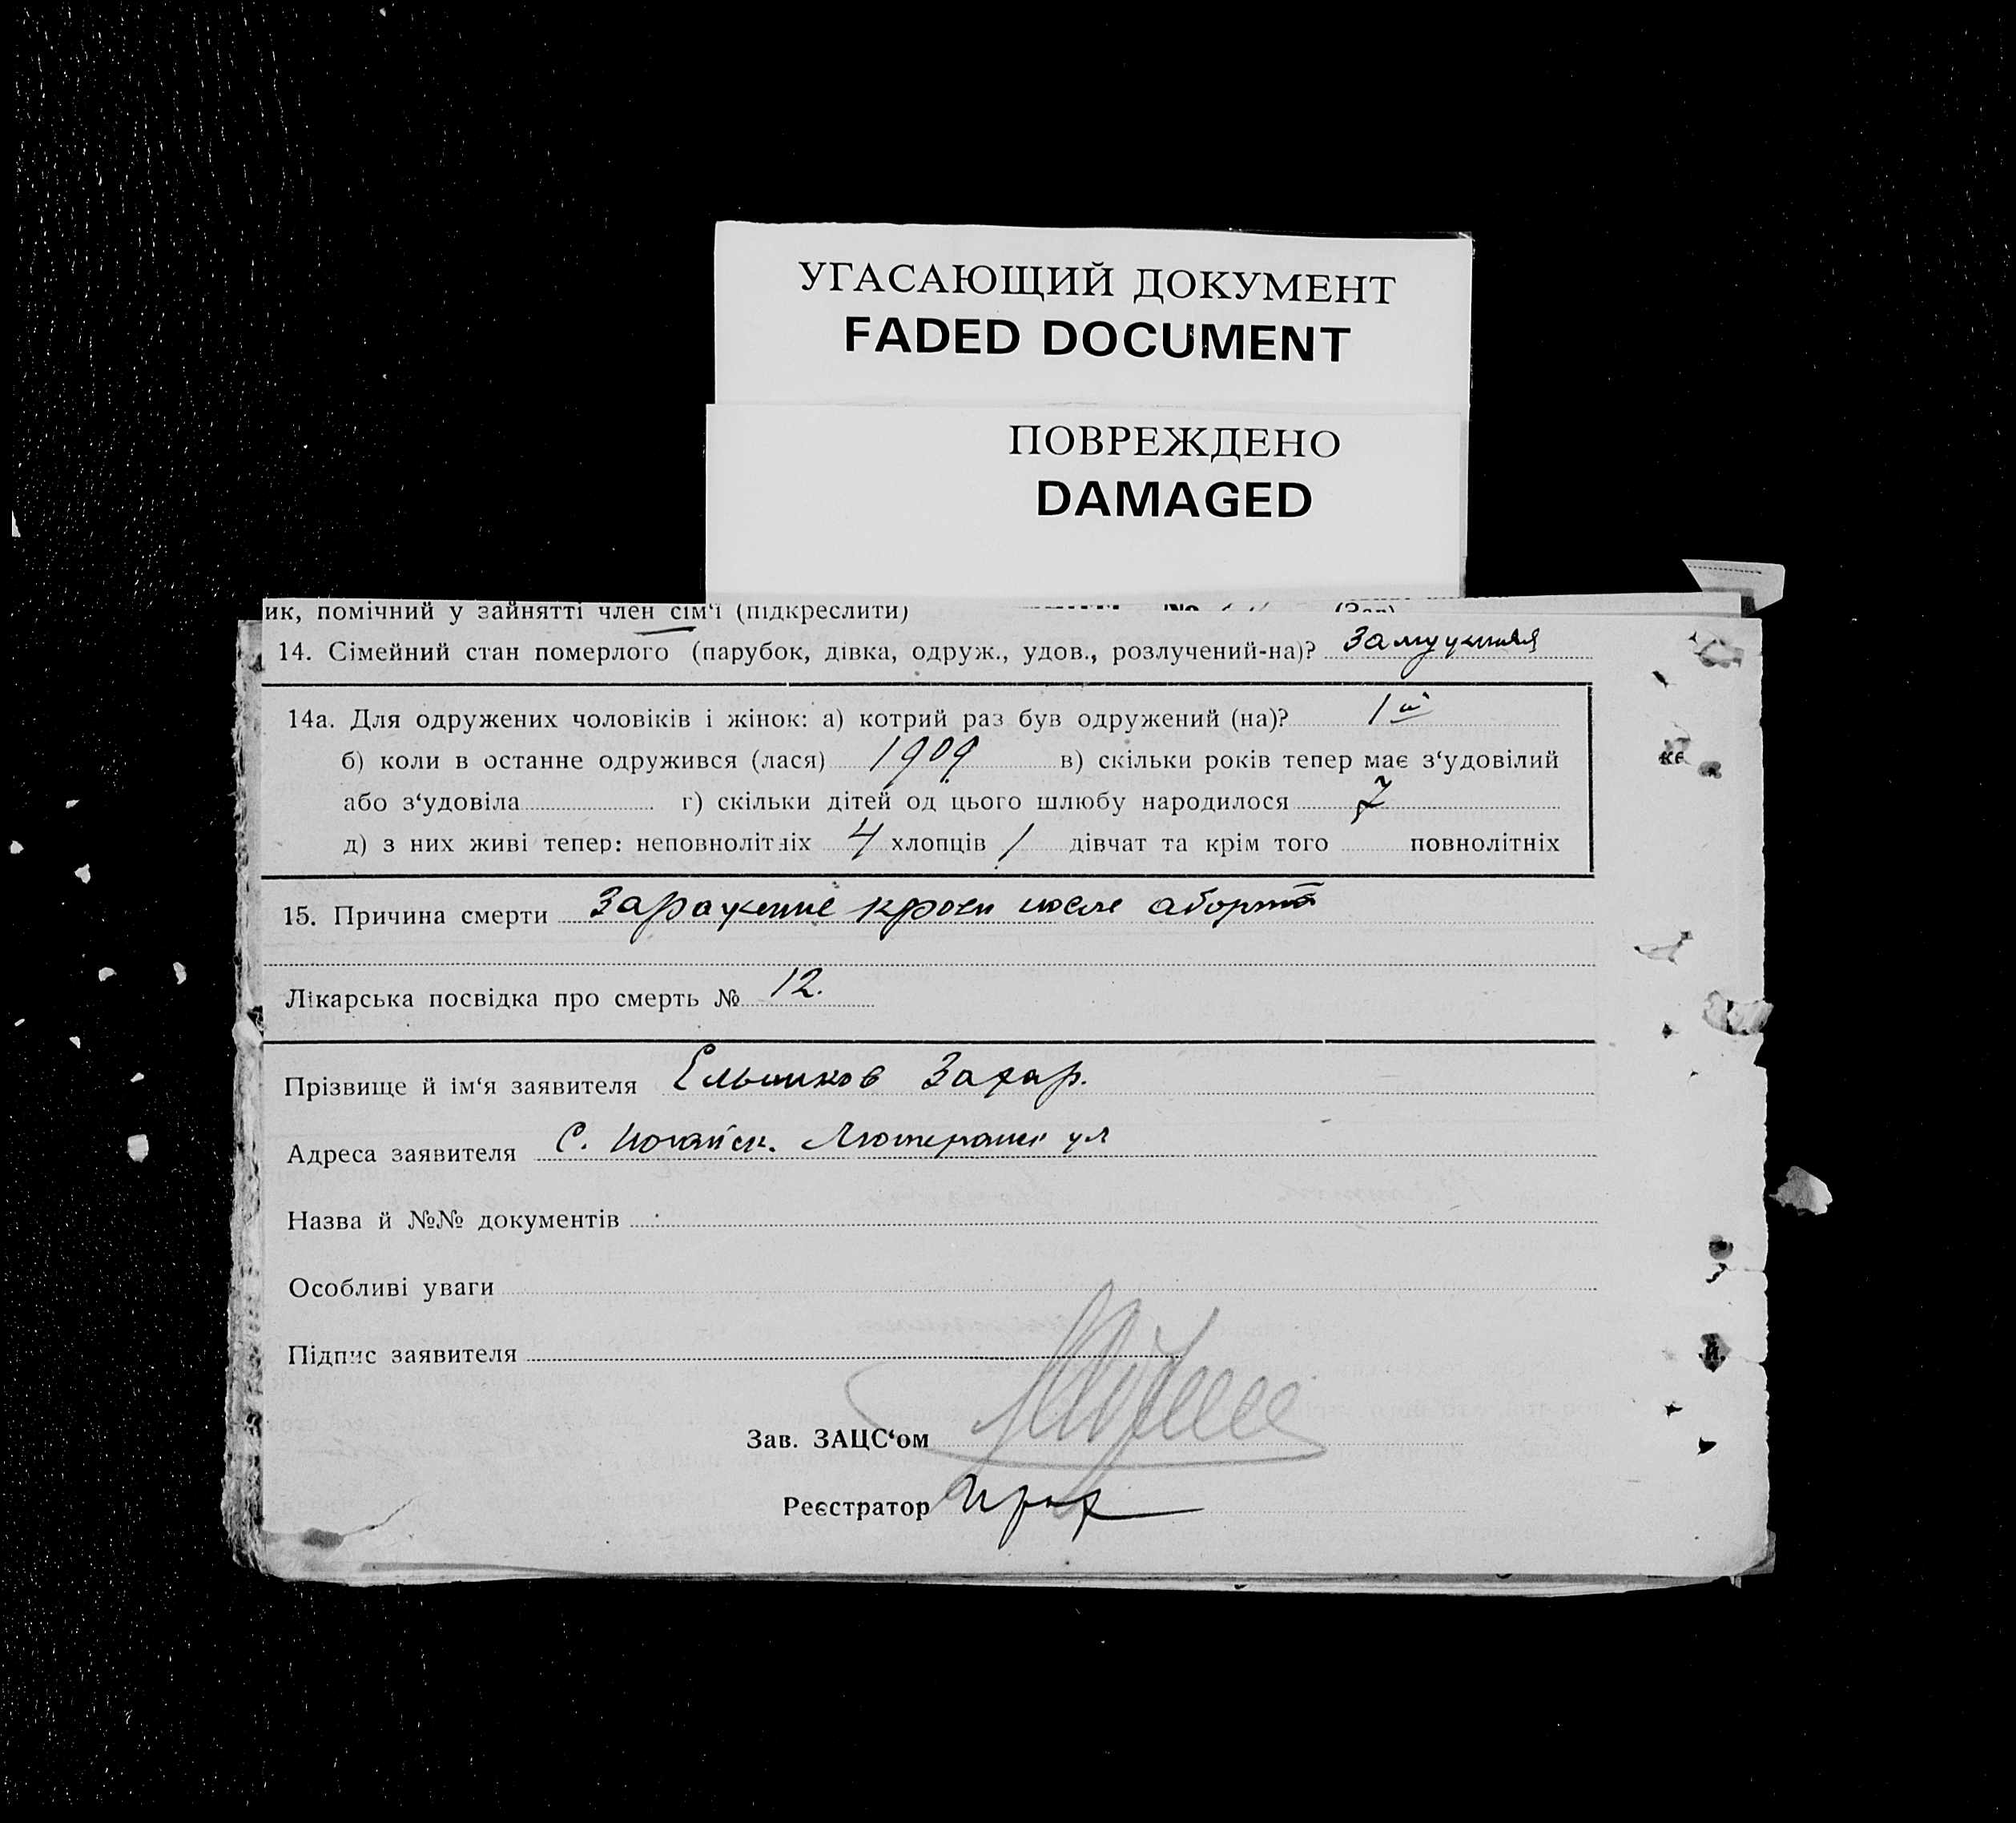 УГАСАЮЩИЙ ДОКУМЕНТ
FADED DOCUMENT
ПОВРЕЖДЕНО
DAMAGED
ик, помічний у зайнятті член сім‘ї (підкреслити)
14. Сімейний стан померлого (парубок, дівка, одруж., удов., розлучений-на)? Замужняя
14а. Для одружених чоловіків і жінок: а) котрий раз був одружений (на)? 1й
б) коли в останне одружився (лася) 1909 в) скільки років тепер має з‘удовілий
або з‘удовіла г) скільки дітей од цього шлюбу народилося 7
д) з них живі тепер: неповнолітніх 4 хлопців 1 дівчат та крім того повнолітніх
15. Причина смерти Заражение крови после аборта
Лікарська посвідка про смерть № 12.
Прізвище й ім‘я заявителя Захар.
Адреса заявителя С. Ногайск. ул
Назва й №№ документів
Особливі уваги
Підпис заявителя
Зав. ЗАЦС‘ом
Реєстратор